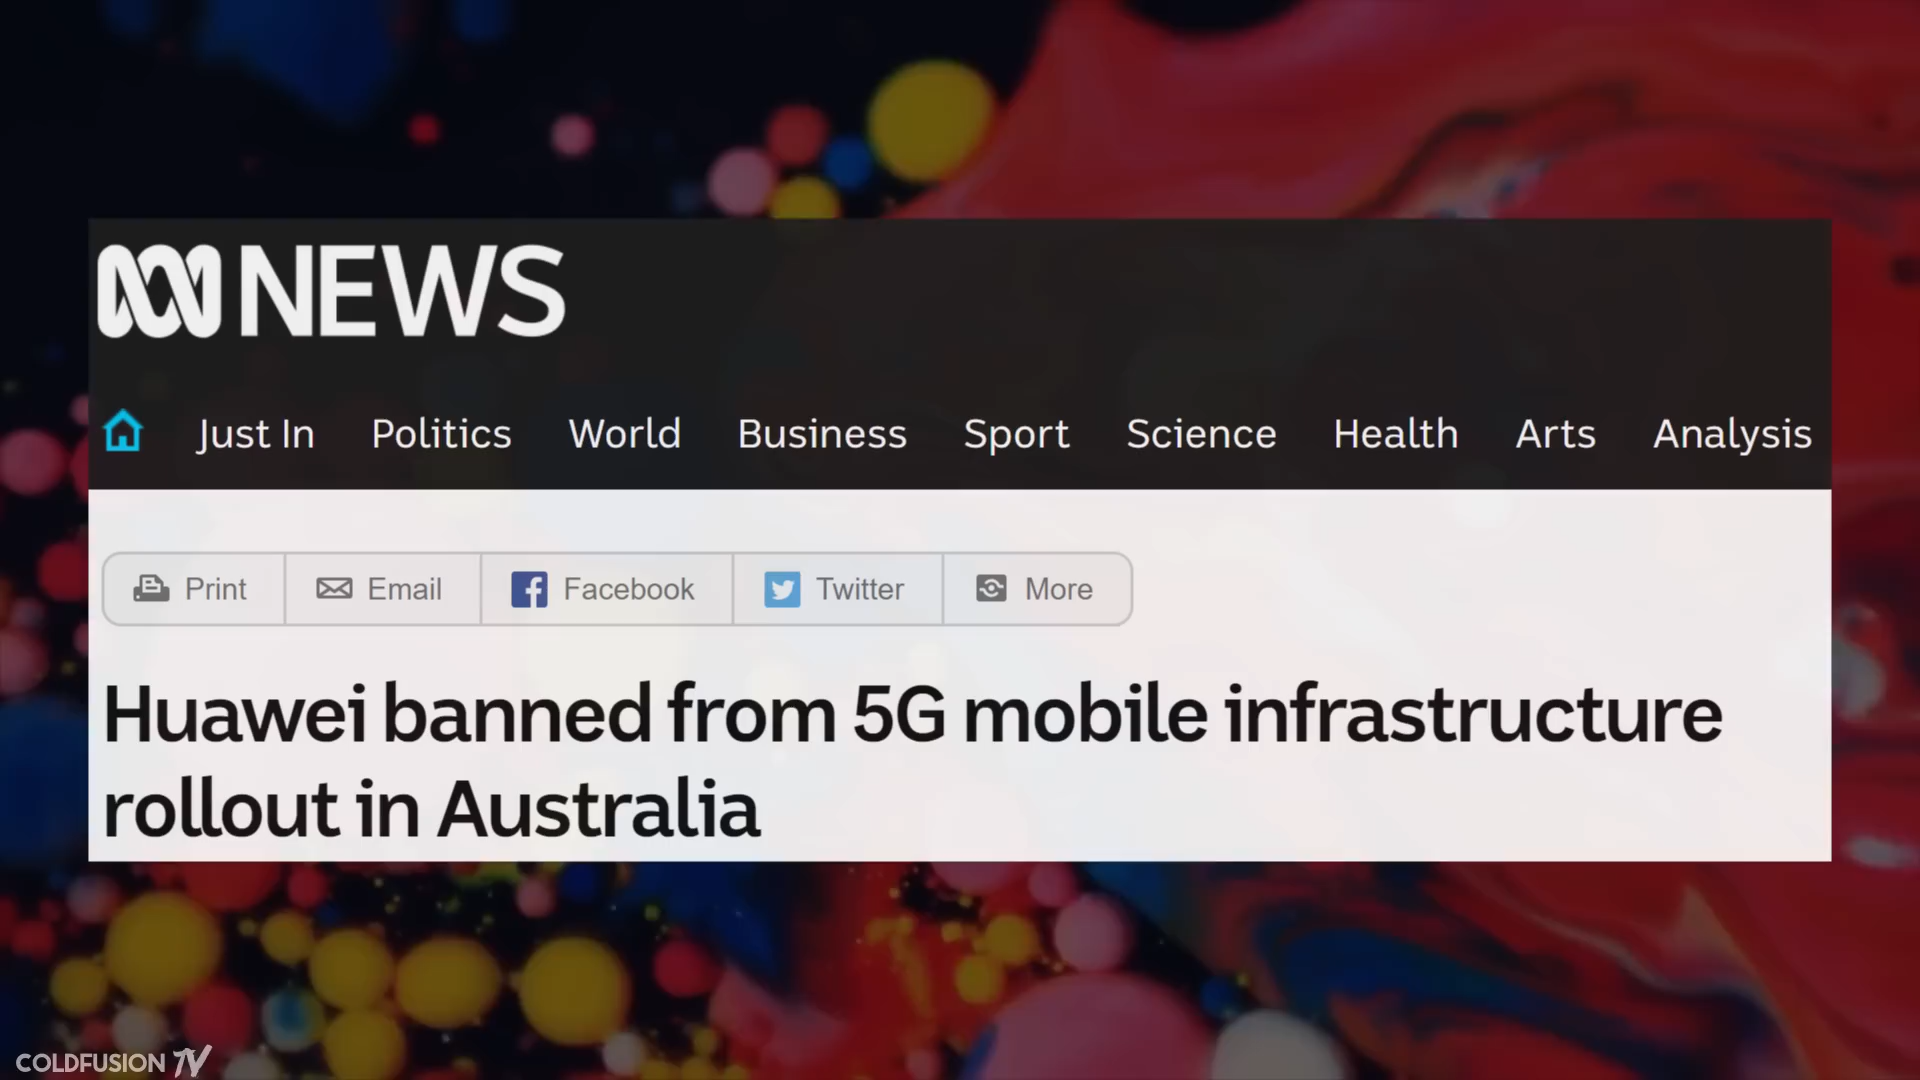 NEWS
Just In Politics World Business Sport Science Health Arts Analysis
Print Email Facebook Twitter More
Huawei banned from 5G mobile infrastructure
rollout in Australia
COLDFUSION TV